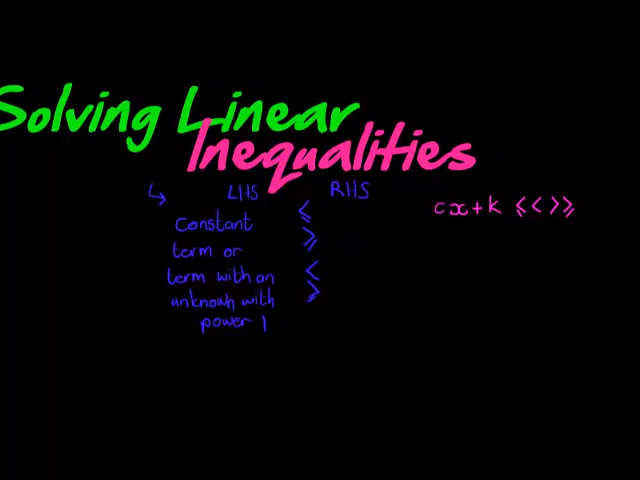 Solving Linear
Inequalities
↳ LHS RHS
Constant ≤
term or ≥
term with an <
unknown with >
power 1
cx+k ≤ < > ≥